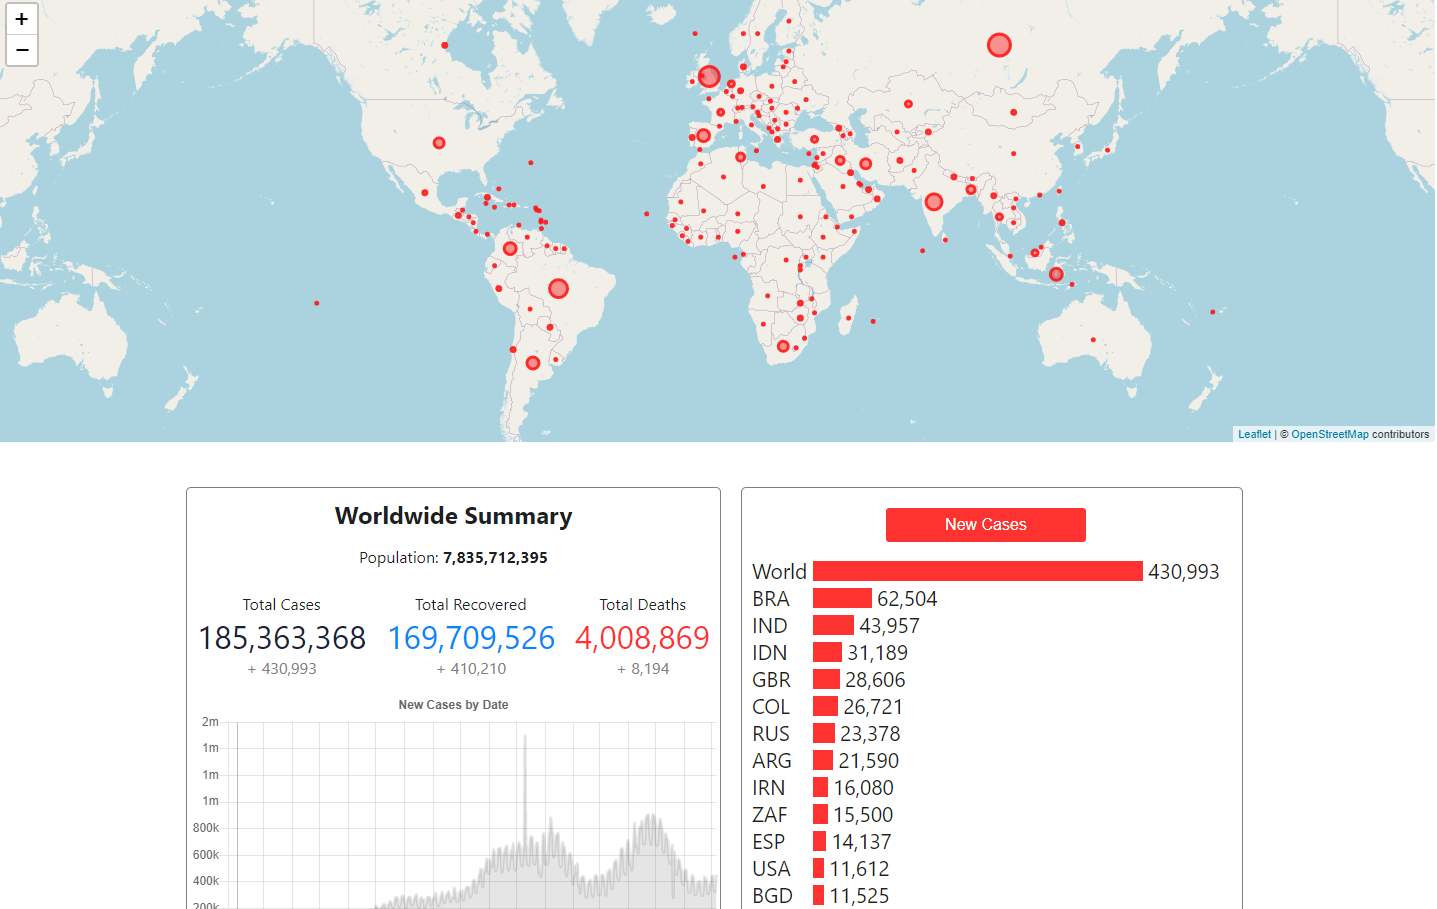 +
−
Leaflet | © OpenStreetMap contributors
Worldwide Summary
Population: 7,835,712,395
Total Cases Total Recovered Total Deaths
185,363,368 169,709,526 4,008,869
+ 430,993 + 410,210 + 8,194
New Cases by Date
2m
1m
1m
1m
800k
600k
400k
200k
New Cases
World 430,993
BRA 62,504
IND 43,957
IDN 31,189
GBR 28,606
COL 26,721
RUS 23,378
ARG 21,590
IRN 16,080
ZAF 15,500
ESP 14,137
USA 11,612
BGD 11,525